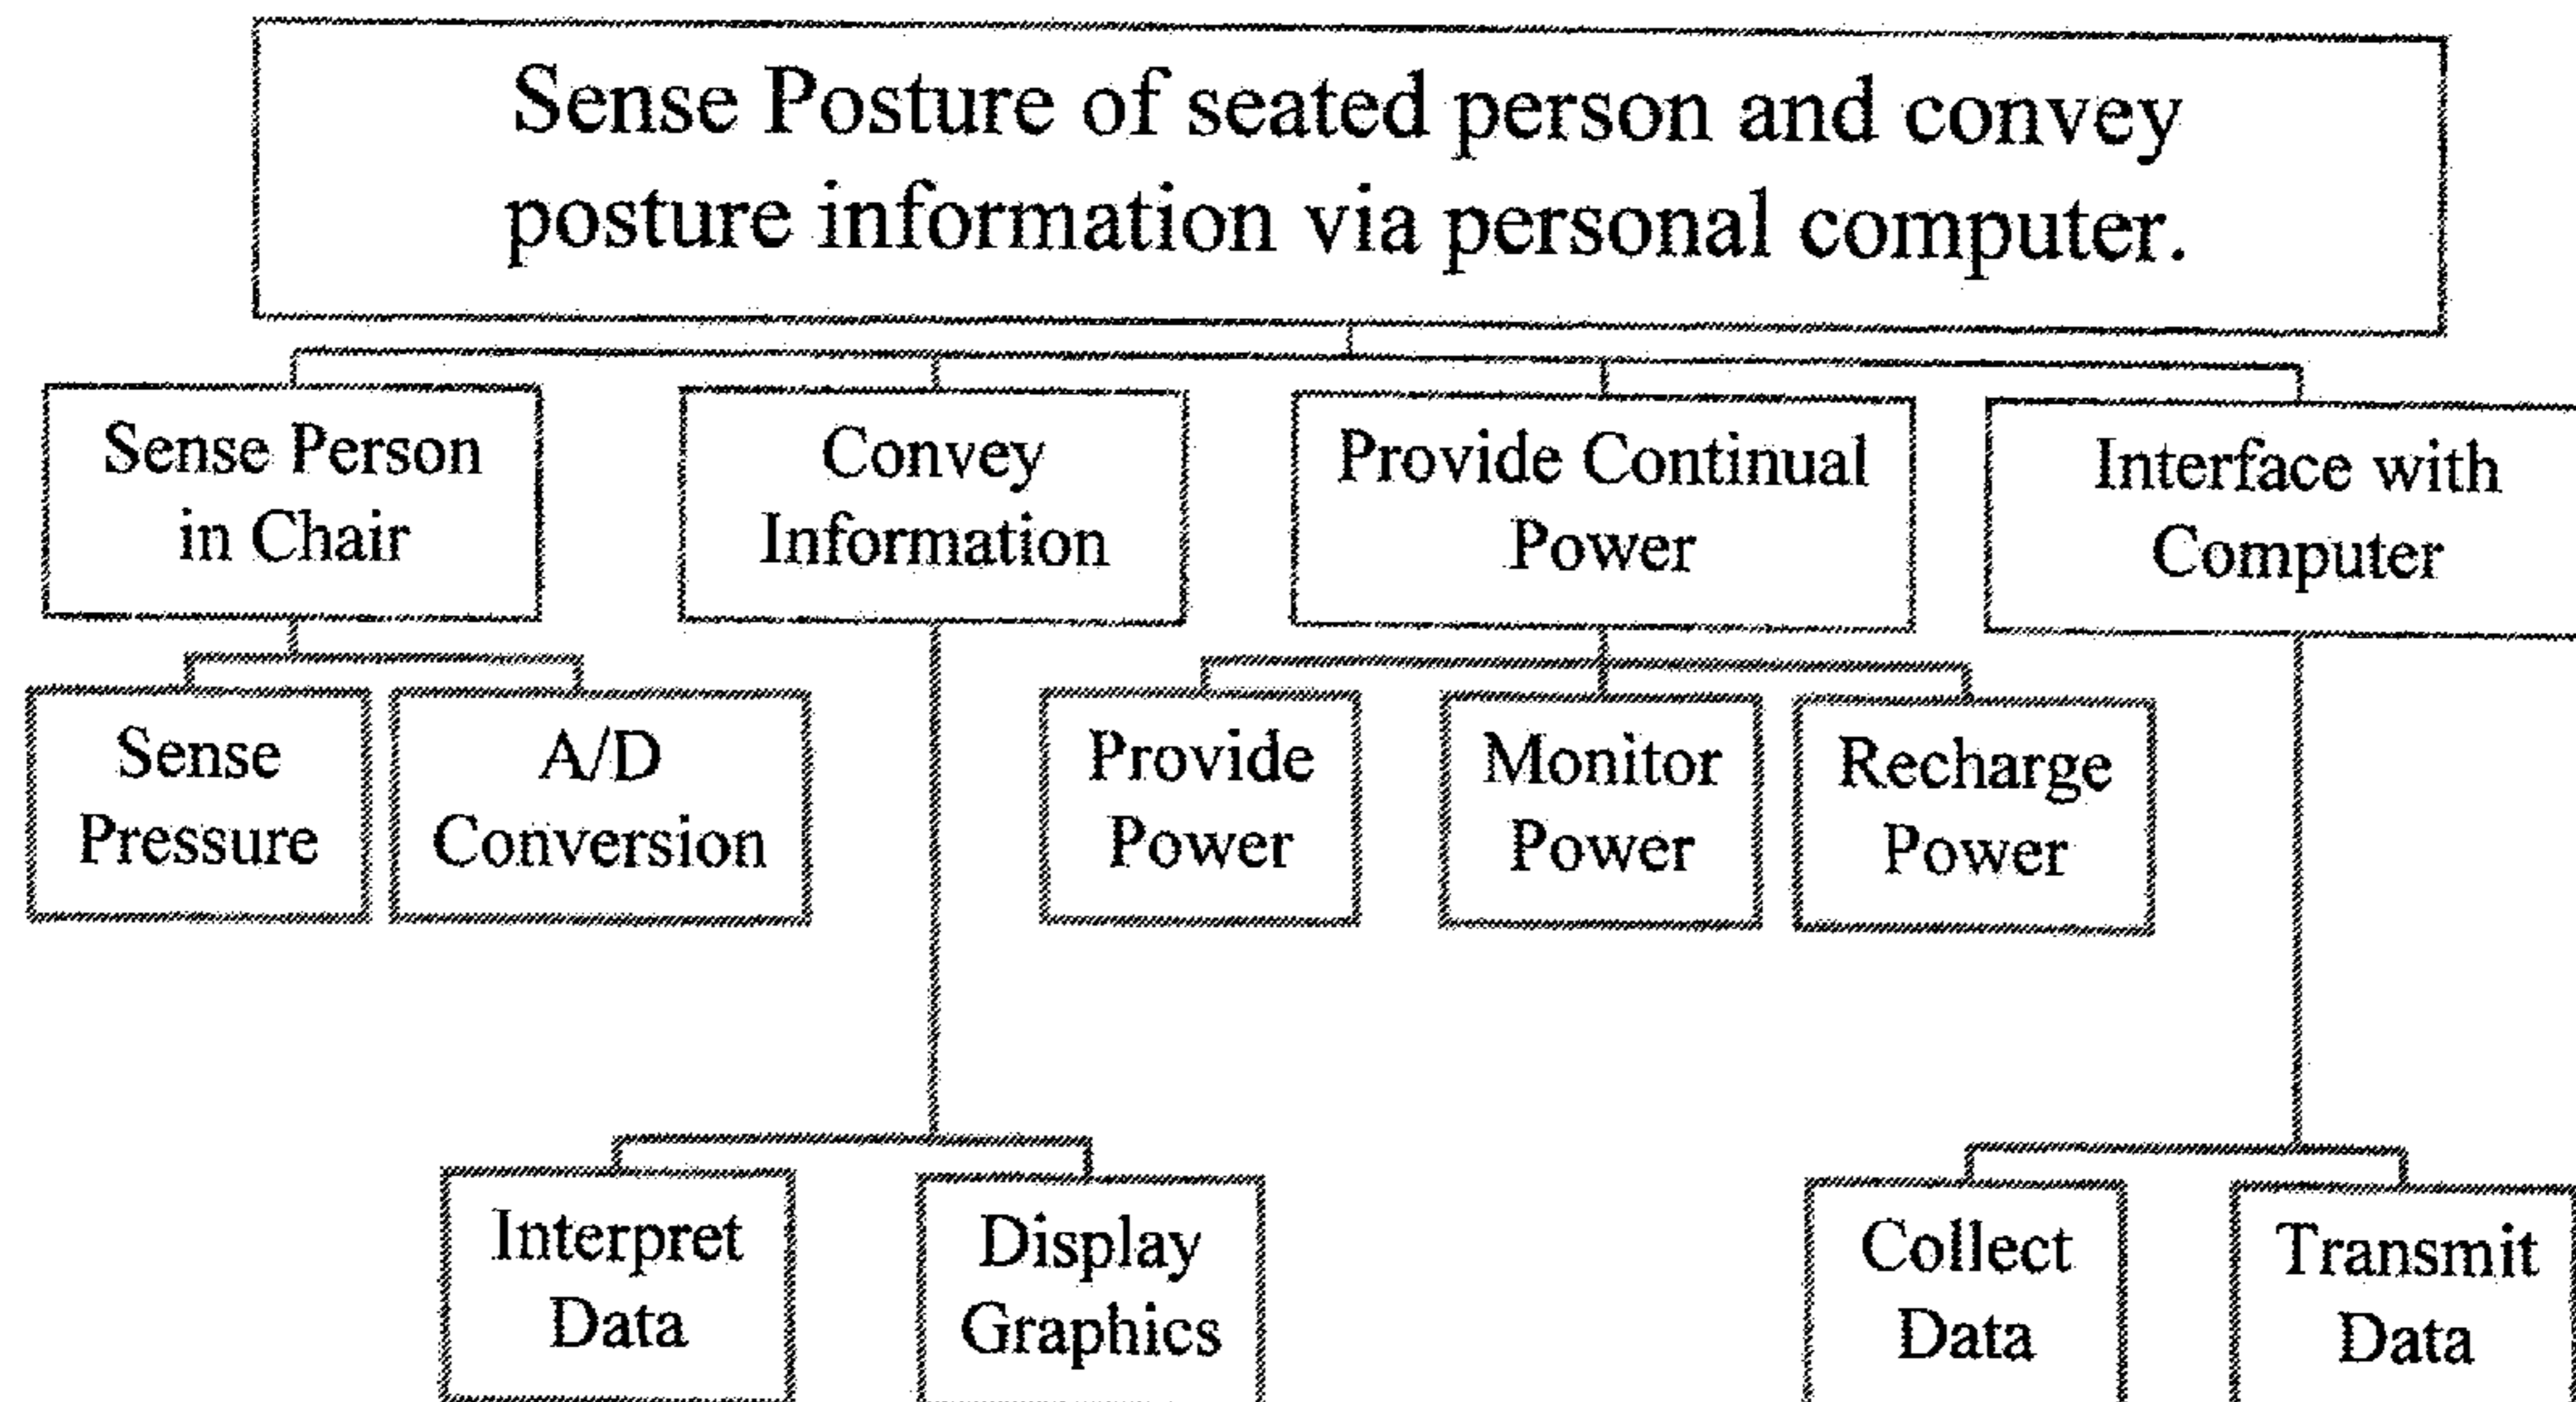 Sense Posture of seated person and convey
posture information via personal computer.
Sense Person
in Chair
Convey
Information
Provide Continual
Power
Interface with
Computer
Sense
Pressure
A/D
Conversion
Provide
Power
Monitor
Power
Recharge
Power
Interpret
Data
Display
Graphics
Collect
Data
Transmit
Data